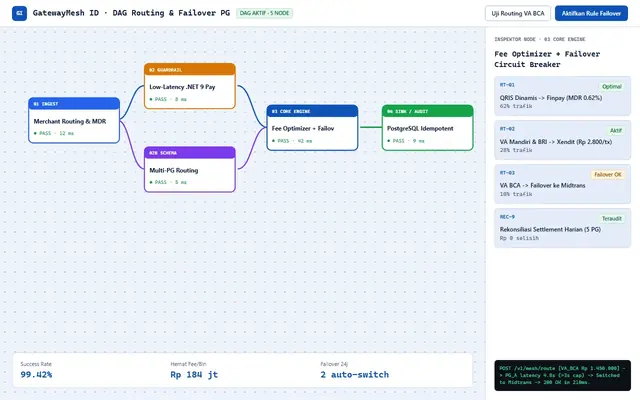 GI
GatewayMesh ID · DAG Routing & Failover PG
DAG AKTIF · 5 NODE
Uji Routing VA BCA
Aktifkan Rule Failover
01 INGEST
Merchant Routing & MDR
● PASS · 12 ms
02 GUARDRAIL
Low-Latency .NET 9 Pay
● PASS · 8 ms
02B SCHEMA
Multi-PG Routing
● PASS · 5 ms
03 CORE ENGINE
Fee Optimizer + Failov
● PASS · 42 ms
04 SINK / AUDIT
PostgreSQL Idempotent
● PASS · 9 ms
Success Rate
99.42%
Hemat Fee/Bln
Rp 184 jt
Failover 24j
2 auto-switch
INSPEKTOR NODE · 03 CORE ENGINE
Fee Optimizer + Failover
Circuit Breaker
RT-01
Optimal
QRIS Dinamis -> Finpay (MDR 0.62%)
62% trafik
RT-02
Aktif
VA Mandiri & BRI -> Xendit (Rp 2.800/tx)
28% trafik
RT-03
Failover OK
VA BCA -> Failover ke Midtrans
10% trafik
REC-9
Teraudit
Rekonsiliasi Settlement Harian (5 PG)
Rp 0 selisih
POST /v1/mesh/route [VA_BCA Rp 1.450.000] -
> PG_A latency 4.8s (>3s cap) -> Switched
to Midtrans -> 200 OK in 210ms.